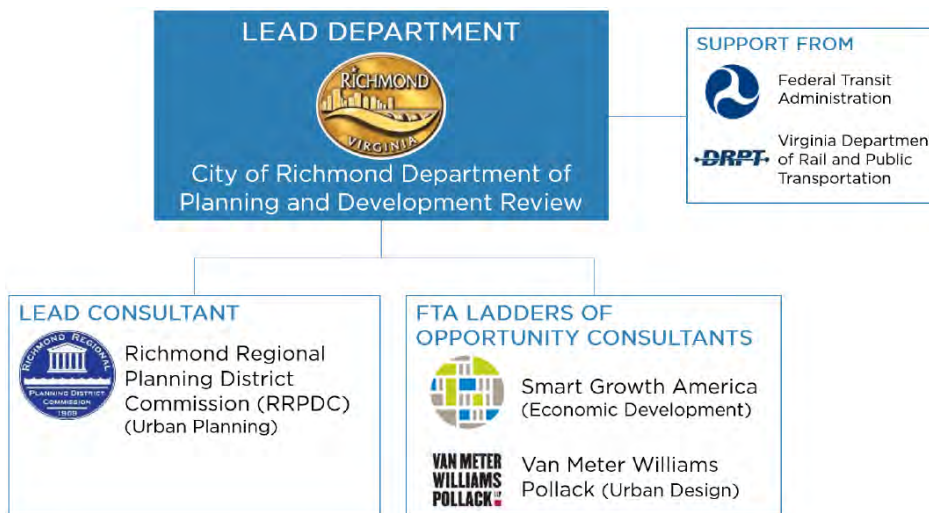 LEAD DEPARTMENT
RICHMOND
VIRGINIA
City of Richmond Department of
Planning and Development Review
SUPPORT FROM
Federal Transit
Administration
DRPT
Virginia Departmen
of Rail and Public
Transportation
LEAD CONSULTANT
RICHMOND REGIONAL
PLANNING DISTRICT
COMMISSION
1969
Richmond Regional
Planning District
Commission (RRPDC)
(Urban Planning)
FTA LADDERS OF
OPPORTUNITY CONSULTANTS
Smart Growth America
(Economic Development)
VAN METER
WILLIAMS
POLLACK LLP
Van Meter Williams
Pollack (Urban Design)